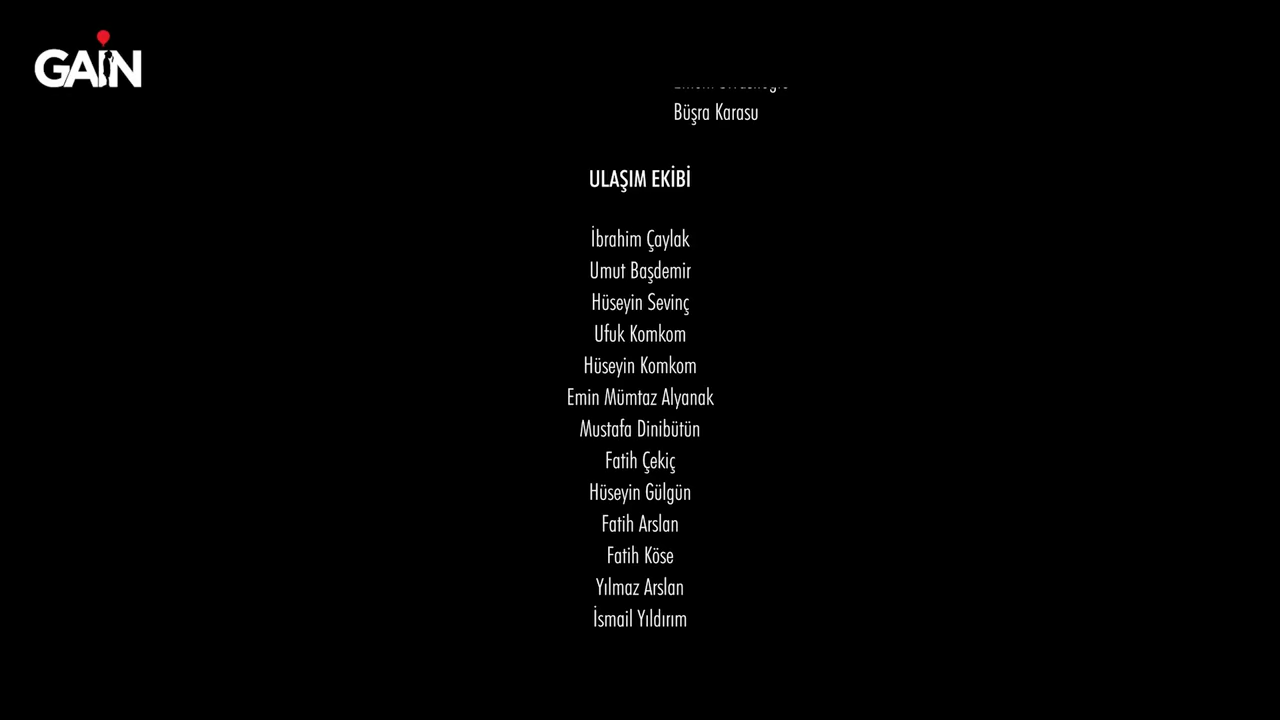 GAIN
Büşra Karasu
ULAŞIM EKİBİ
İbrahim Çaylak
Umut Başdemir
Hüseyin Sevinç
Ufuk Komkom
Hüseyin Komkom
Emin Mümtaz Alyanak
Mustafa Dinibütün
Fatih Çekiç
Hüseyin Gülgün
Fatih Arslan
Fatih Köse
Yılmaz Arslan
İsmail Yıldırım